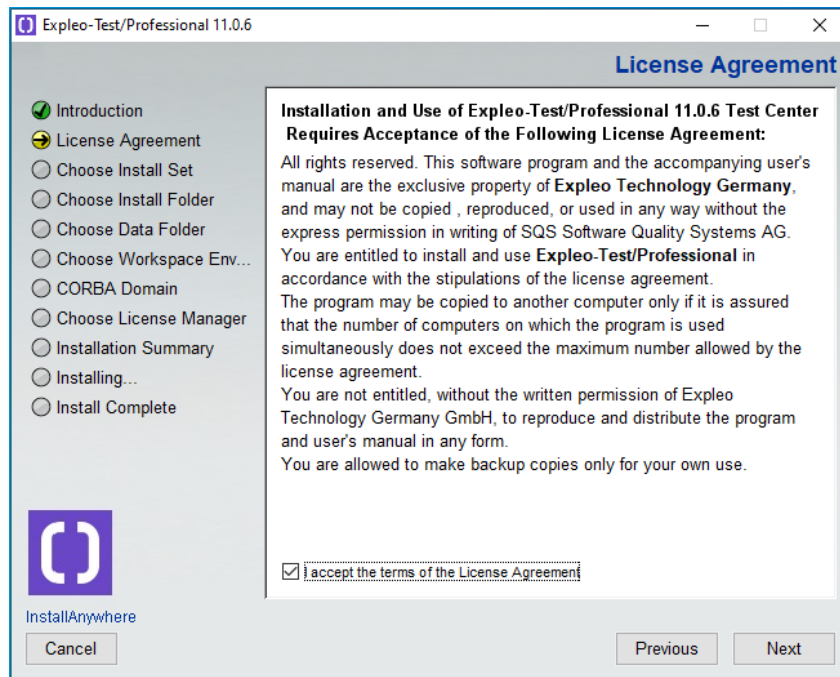 Expleo-Test/Professional 11.0.6
License Agreement
Introduction
License Agreement
Choose Install Set
Choose Install Folder
Choose Data Folder
Choose Workspace Env...
CORBA Domain
Choose License Manager
Installation Summary
Installing...
Install Complete
Installation and Use of Expleo-Test/Professional 11.0.6 Test Center
Requires Acceptance of the Following License Agreement:
All rights reserved. This software program and the accompanying user's
manual are the exclusive property of Expleo Technology Germany,
and may not be copied , reproduced, or used in any way without the
express permission in writing of SQS Software Quality Systems AG.
You are entitled to install and use Expleo-Test/Professional in
accordance with the stipulations of the license agreement.
The program may be copied to another computer only if it is assured
that the number of computers on which the program is used
simultaneously does not exceed the maximum number allowed by the
license agreement.
You are not entitled, without the written permission of Expleo
Technology Germany GmbH, to reproduce and distribute the program
and user's manual in any form.
You are allowed to make backup copies only for your own use.
I accept the terms of the License Agreement
InstallAnywhere
Cancel
Previous
Next